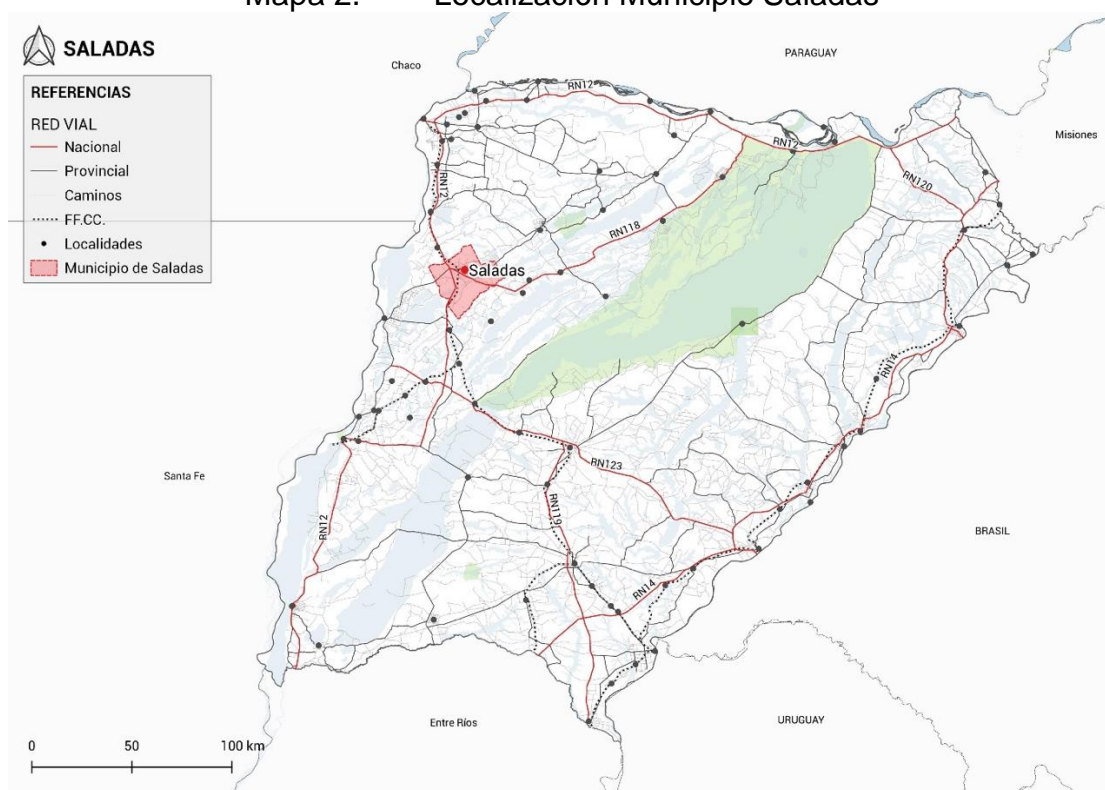 Mapa 2. Localización Municipio Saladas
SALADAS
REFERENCIAS
RED VIAL
Nacional
Provincial
Caminos
FF.CC.
Localidades
Municipio de Saladas
Chaco
PARAGUAY
Misiones
RN12
RN12
RN12
RN120
RN118
Saladas
RN14
Santa Fe
RN123
RN12
RN119
BRASIL
RN14
Entre Ríos
URUGUAY
0 50 100 km